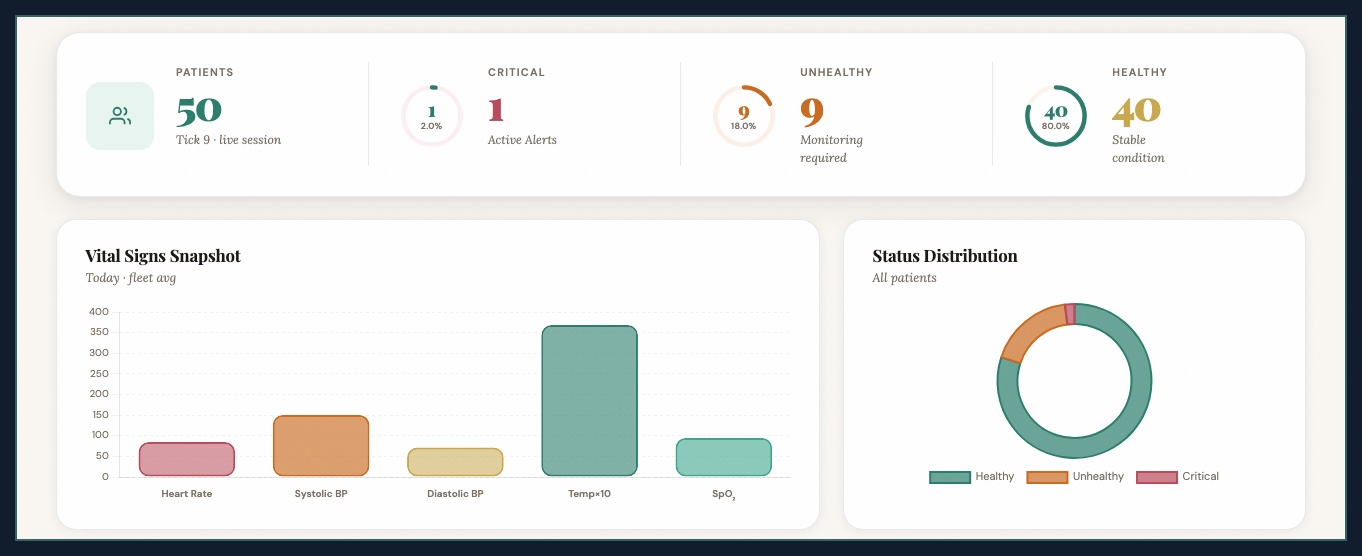 PATIENTS
50
Tick 9 · live session
1
2.0%
CRITICAL
1
Active Alerts
9
18.0%
UNHEALTHY
9
Monitoring
required
40
80.0%
HEALTHY
40
Stable
condition
Vital Signs Snapshot
Today · fleet avg
400
350
300
250
200
150
100
50
0
Heart Rate
Systolic BP
Diastolic BP
Temp×10
SpO₂
Status Distribution
All patients
Healthy
Unhealthy
Critical